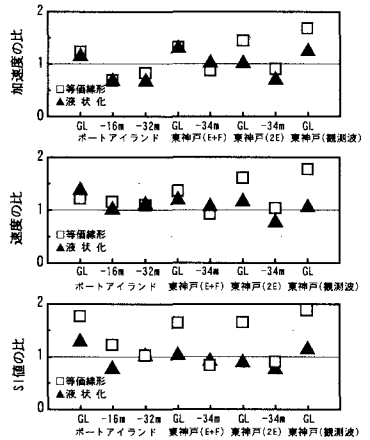 加速度の比
2
1
0
□等価線形
▲液状化
GL -16m -32m GL -34m GL -34m GL
ポートアイランド 東神戸(E+F) 東神戸(2E) 東神戸(観測波)
速度の比
2
1
0
□等価線形
▲液状化
GL -16m -32m GL -34m GL -34m GL
ポートアイランド 東神戸(E+F) 東神戸(2E) 東神戸(観測波)
SI値の比
2
1
0
□等価線形
▲液状化
GL -16m -32m GL -34m GL -34m GL
ポートアイランド 東神戸(E+F) 東神戸(2E) 東神戸(観測波)